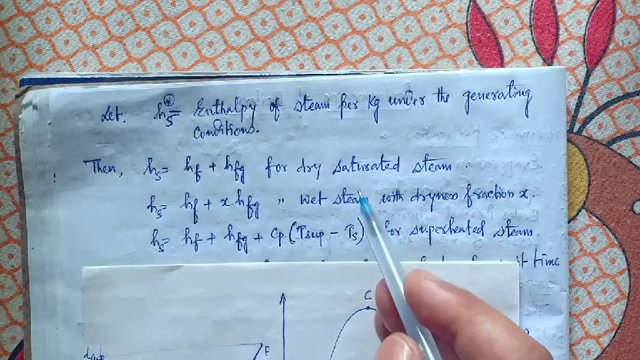 Let. hs = Enthalpy of steam per kg under the generating
conditions.
Then, hs = hf + hfg for dry saturated steam
hs = hf + x.hfg " wet steam with dryness fraction x.
hs = hf + hfg + Cp (Tsup - Ts) for superheated steam.
time
C
F